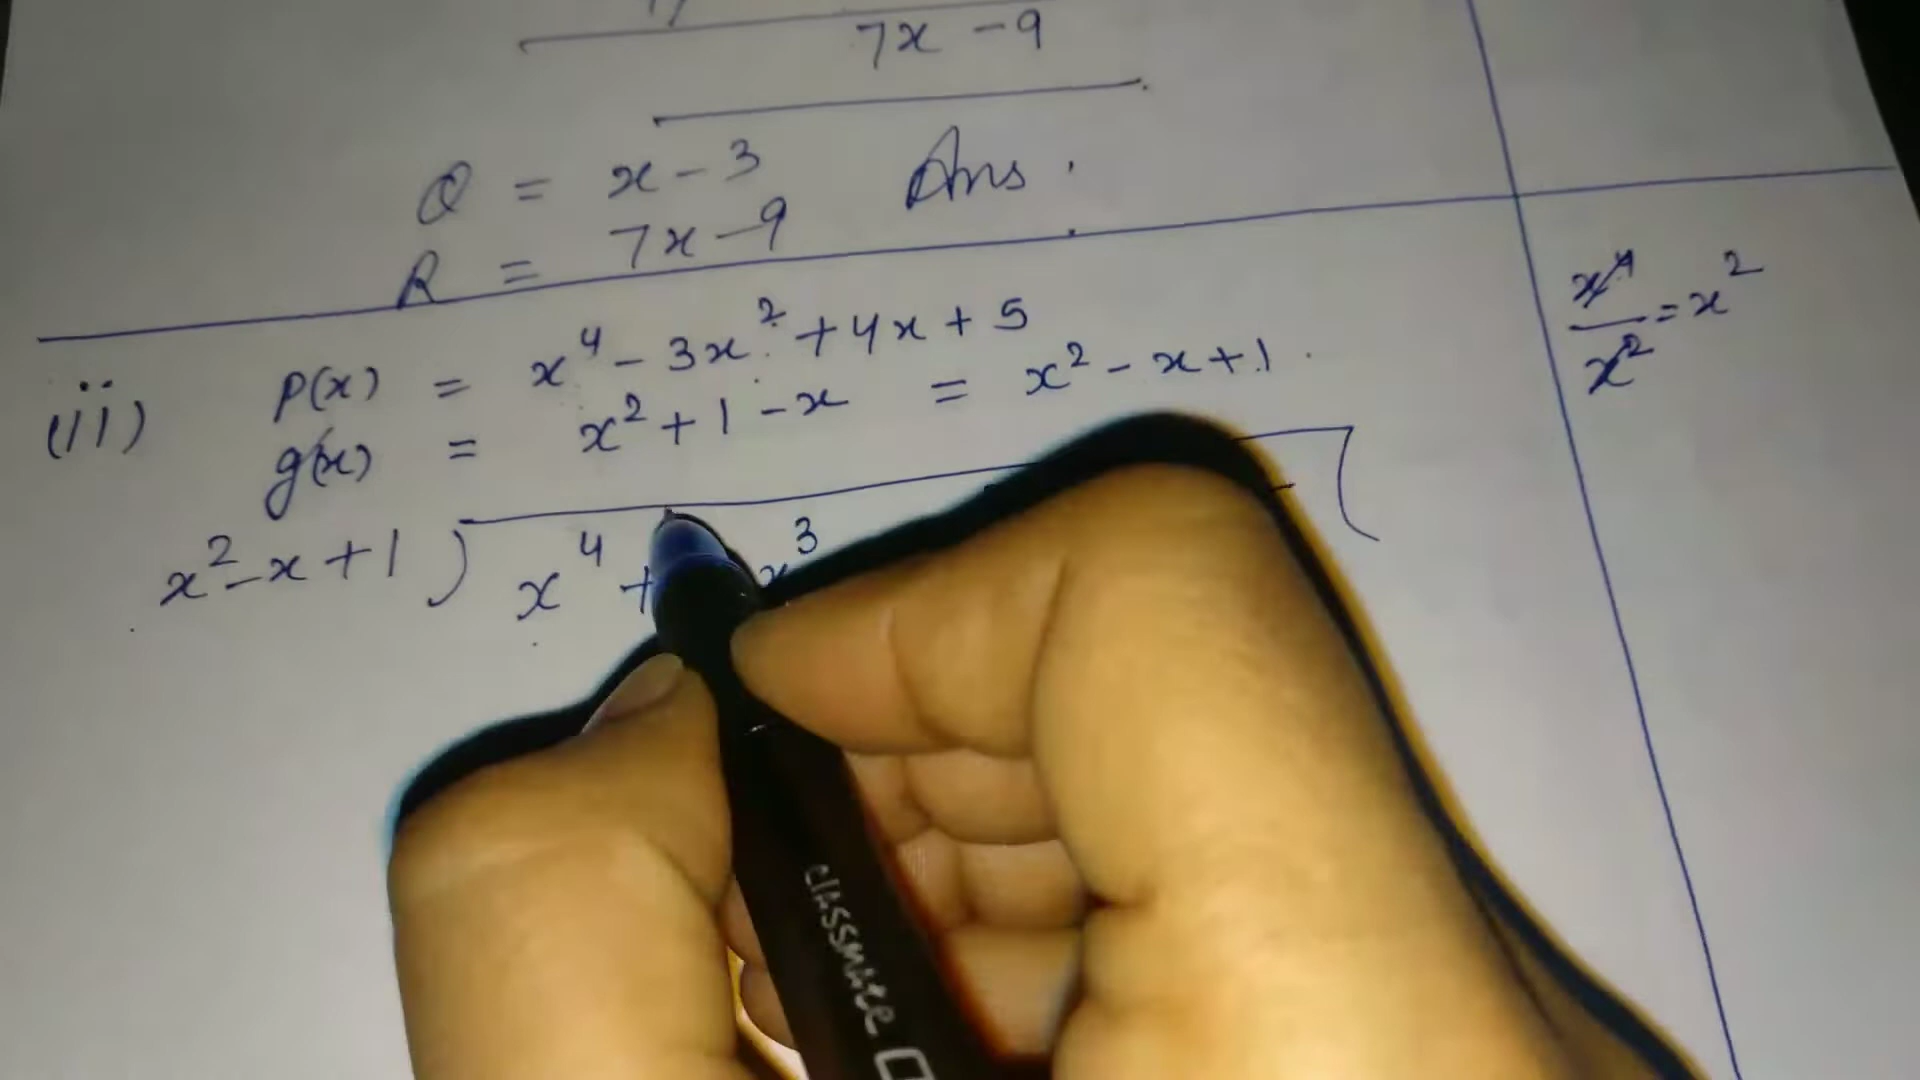 7x - 9
Q = x - 3 Ans.
R = 7x - 9
(ii) p(x) = x⁴ - 3x² + 4x + 5
g(x) = x² + 1 - x = x² - x + 1
x⁴/x² = x²
x² - x + 1 ) x⁴ + x³
classmate